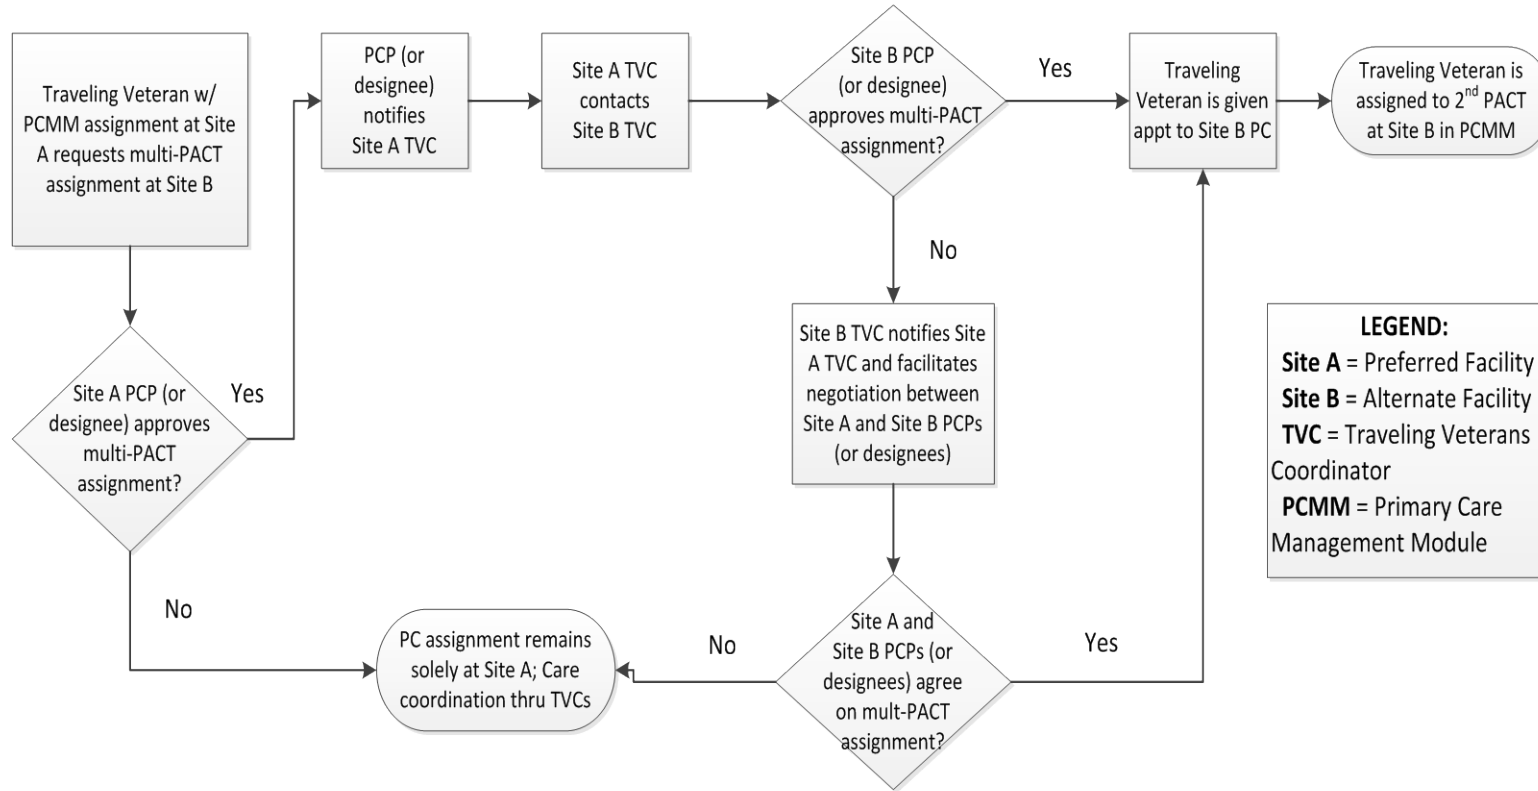 Traveling Veteran w/
PCMM assignment at Site
A requests multi-PACT
assignment at Site B
PCP (or
designee)
notifies
Site A TVC
Site A TVC
contacts
Site B TVC
Site B PCP
(or designee)
approves multi-PACT
assignment?
Yes
Traveling
Veteran is given
appt to Site B PC
Traveling Veteran is
assigned to 2nd PACT
at Site B in PCMM
No
Site A PCP (or
designee) approves
multi-PACT
assignment?
Yes
No
Site B TVC notifies Site
A TVC and facilitates
negotiation between
Site A and Site B PCPs
(or designees)
LEGEND:
Site A = Preferred Facility
Site B = Alternate Facility
TVC = Traveling Veterans
Coordinator
PCMM = Primary Care
Management Module
PC assignment remains
solely at Site A; Care
coordination thru TVCs
No
Site A and
Site B PCPs (or
designees) agree
on mult-PACT
assignment?
Yes